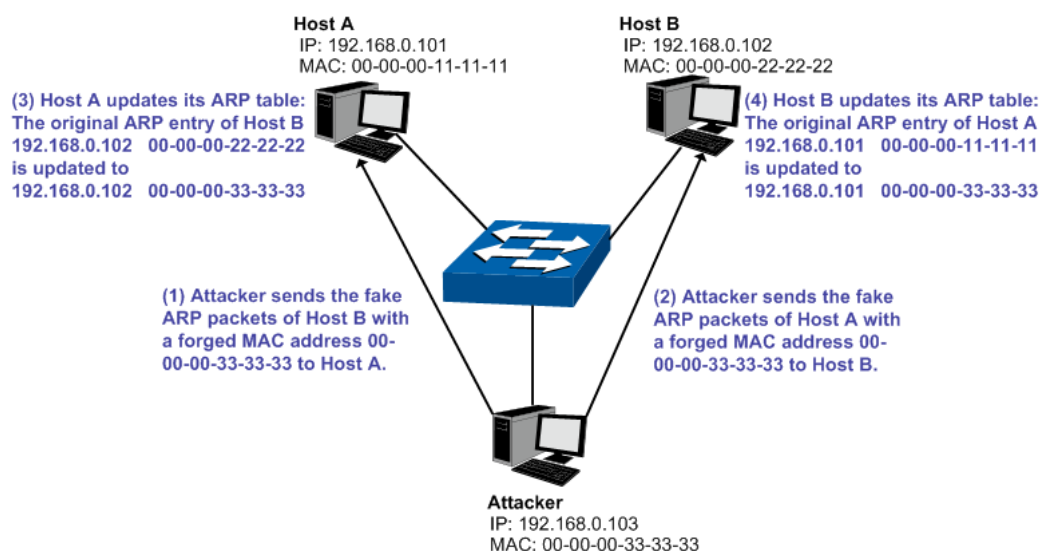 Host A
IP: 192.168.0.101
MAC: 00-00-00-11-11-11
Host B
IP: 192.168.0.102
MAC: 00-00-00-22-22-22
(3) Host A updates its ARP table:
The original ARP entry of Host B
192.168.0.102 00-00-00-22-22-22
is updated to
192.168.0.102 00-00-00-33-33-33
(4) Host B updates its ARP table:
The original ARP entry of Host A
192.168.0.101 00-00-00-11-11-11
is updated to
192.168.0.101 00-00-00-33-33-33
(1) Attacker sends the fake
ARP packets of Host B with
a forged MAC address 00-
00-00-33-33-33 to Host A.
(2) Attacker sends the fake
ARP packets of Host A with
a forged MAC address 00-
00-00-33-33-33 to Host B.
Attacker
IP: 192.168.0.103
MAC: 00-00-00-33-33-33